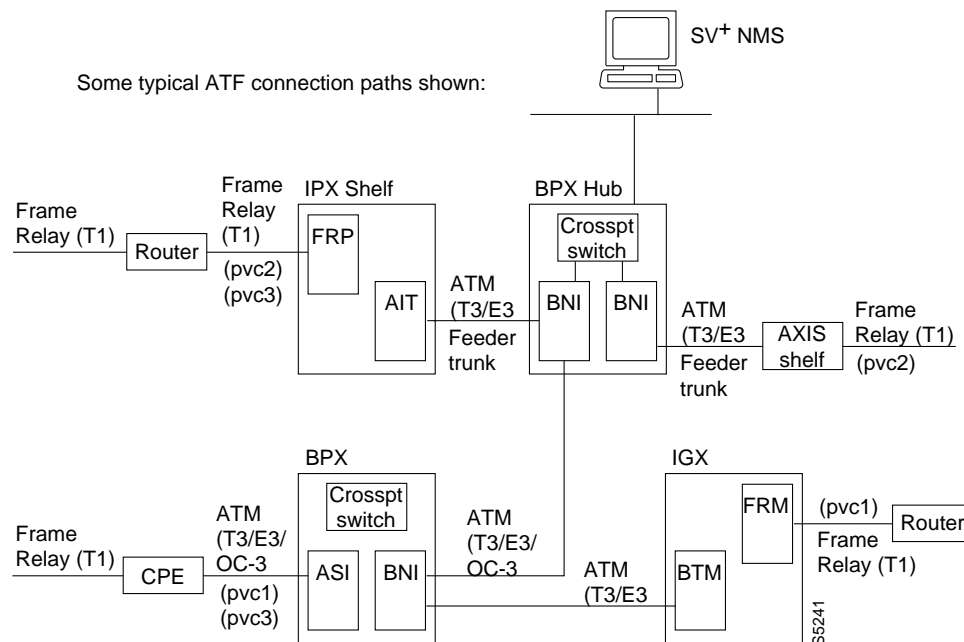 SV+ NMS
Some typical ATF connection paths shown:
IPX Shelf
BPX Hub
Frame
Relay (T1)
Router
Frame
Relay
(T1)
(pvc2)
(pvc3)
FRP
AIT
ATM
(T3/E3
Feeder
trunk
Crosspt
switch
BNI
BNI
ATM
(T3/E3
Feeder
trunk
AXIS
shelf
Frame
Relay (T1)
(pvc2)
BPX
IGX
Frame
Relay (T1)
CPE
ATM
(T3/E3/
OC-3
(pvc1)
(pvc3)
Crosspt
switch
ASI
BNI
ATM
(T3/E3/
OC-3
ATM
(T3/E3
BTM
FRM
(pvc1)
Frame
Relay (T1)
Router
S5241